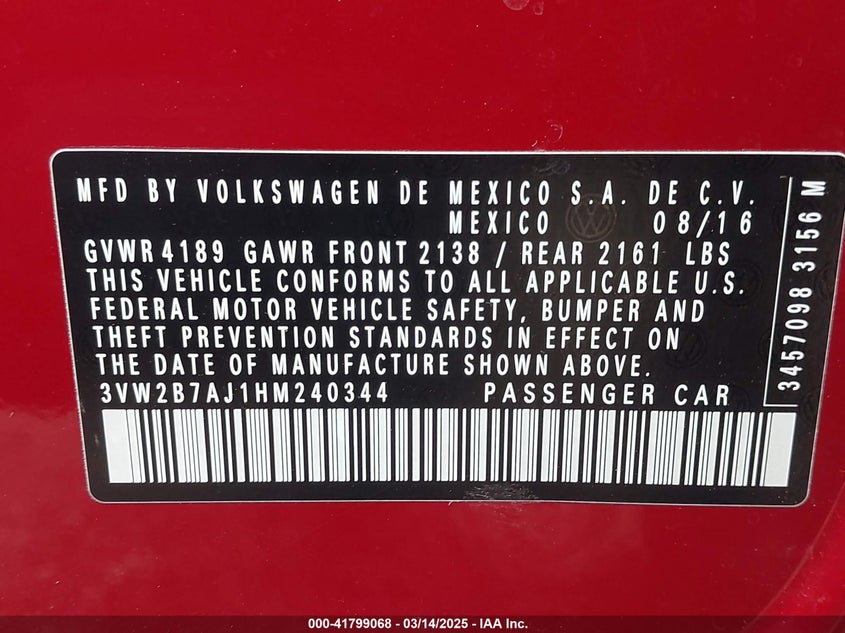 MFD BY VOLKSWAGEN DE MEXICO S.A. DE C.V.
MEXICO 08/16
GVWR 4189 GAWR FRONT 2138 / REAR 2161 LBS
THIS VEHICLE CONFORMS TO ALL APPLICABLE U.S.
FEDERAL MOTOR VEHICLE SAFETY, BUMPER AND
THEFT PREVENTION STANDARDS IN EFFECT ON
THE DATE OF MANUFACTURE SHOWN ABOVE.
3VW2B7AJ1HM240344 PASSENGER CAR
3457098 3156 M
000-41799068 - 03/14/2025 - IAA Inc.